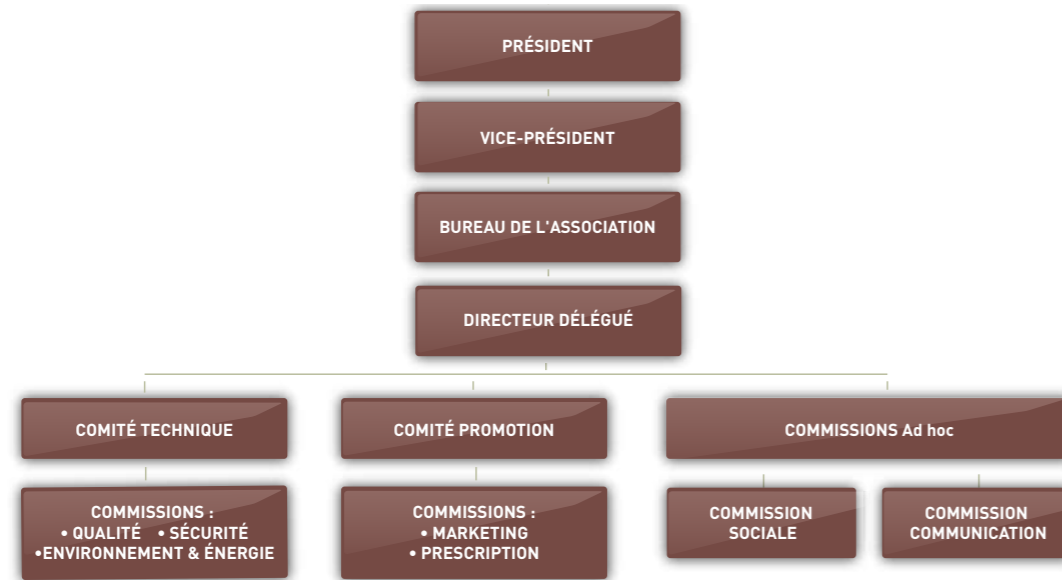 PRÉSIDENT
VICE-PRÉSIDENT
BUREAU DE L'ASSOCIATION
DIRECTEUR DÉLÉGUÉ
COMITÉ TECHNIQUE
COMITÉ PROMOTION
COMMISSIONS Ad hoc
COMMISSIONS :
• QUALITÉ • SÉCURITÉ
•ENVIRONNEMENT & ÉNERGIE
COMMISSIONS :
• MARKETING
• PRESCRIPTION
COMMISSION
SOCIALE
COMMISSION
COMMUNICATION